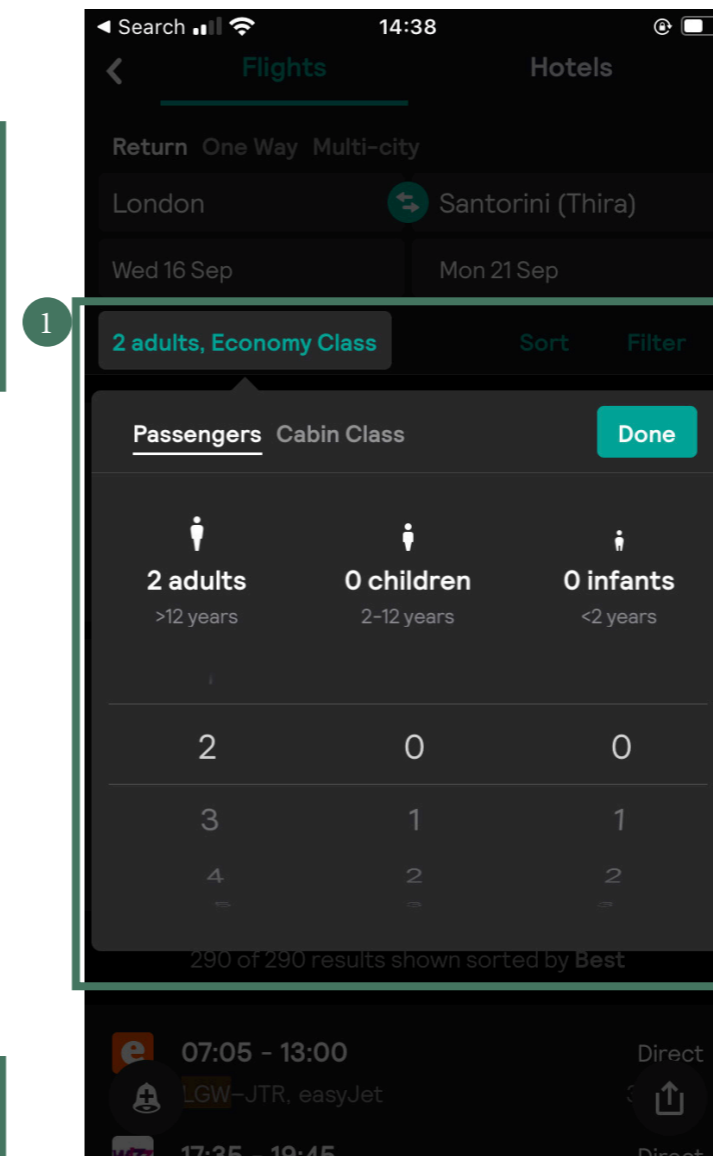 Search 14:38
Flights Hotels
Return One Way Multi-city
London Santorini (Thira)
Wed 16 Sep Mon 21 Sep
1
2 adults, Economy Class Sort Filter
Passengers Cabin Class Done
2 adults 0 children 0 infants
>12 years 2-12 years <2 years
2 0 0
3 1 1
4 2 2
290 of 290 results shown sorted by Best
07:05 - 13:00 Direct
LGW-JTR, easyJet
17:35 - 19:45 Direct